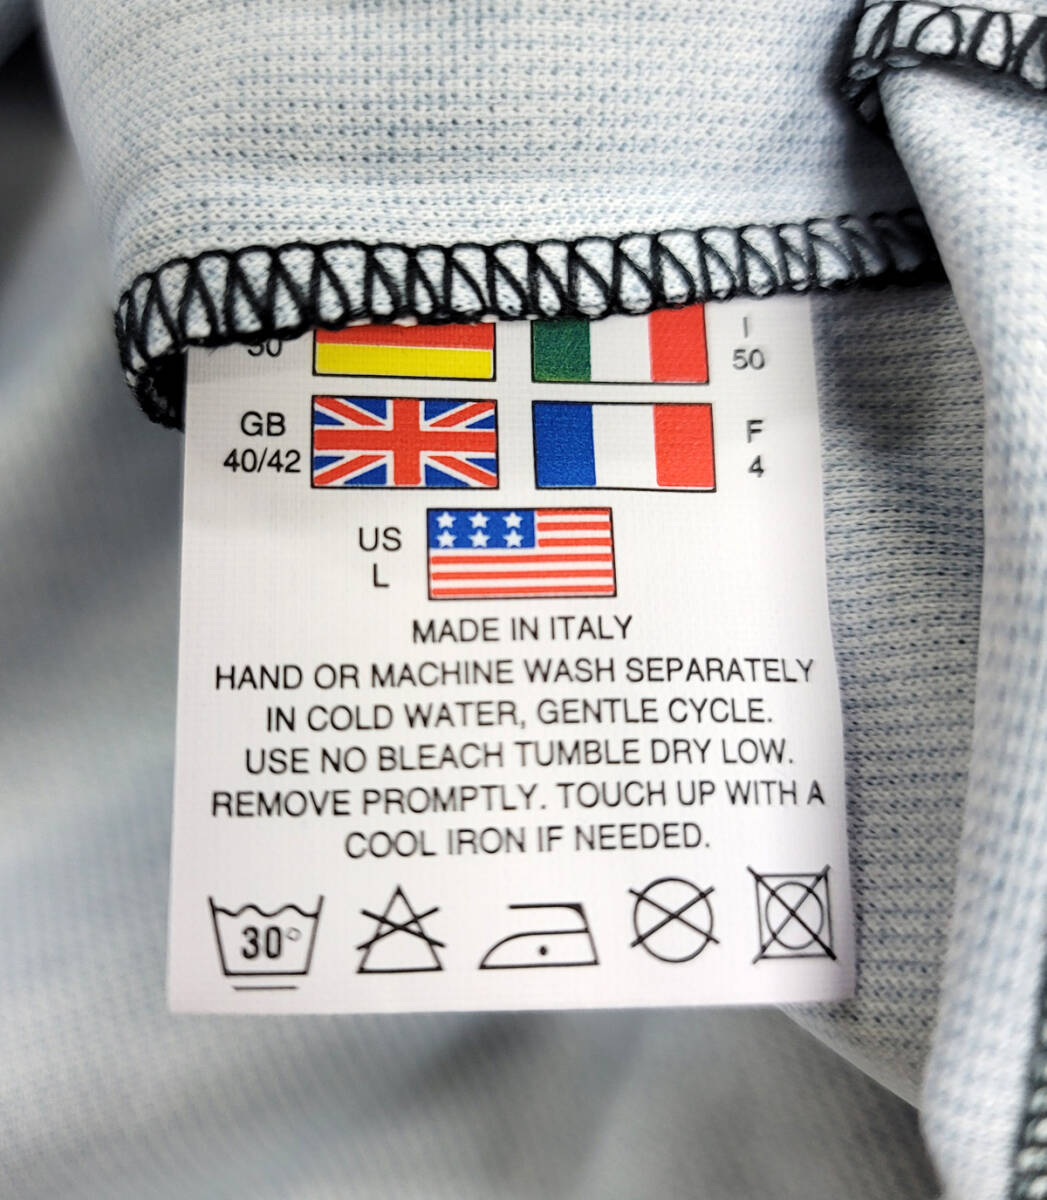 I
50 50
GB F
40/42 4
US
L
MADE IN ITALY
HAND OR MACHINE WASH SEPARATELY
IN COLD WATER, GENTLE CYCLE.
USE NO BLEACH TUMBLE DRY LOW.
REMOVE PROMPTLY. TOUCH UP WITH A
COOL IRON IF NEEDED.
30°